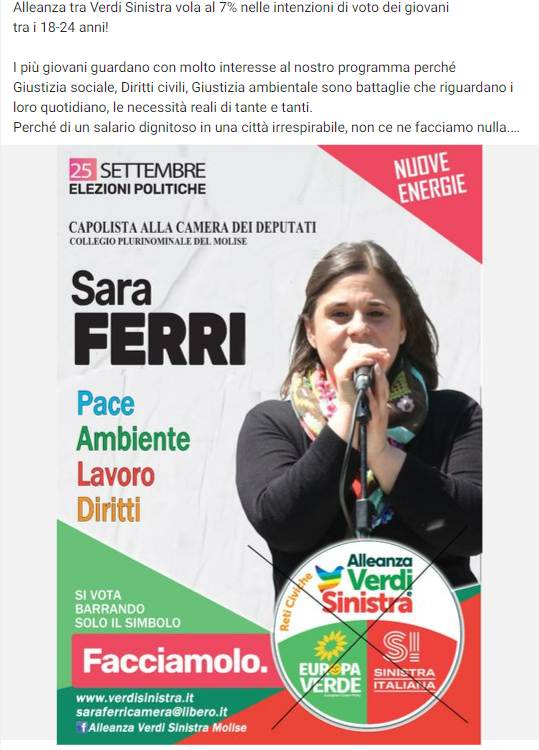 Alleanza tra Verdi Sinistra vola al 7% nelle intenzioni di voto dei giovani
tra i 18-24 anni!
I più giovani guardano con molto interesse al nostro programma perché
Giustizia sociale, Diritti civili, Giustizia ambientale sono battaglie che riguardano i
loro quotidiano, le necessità reali di tante e tanti.
Perché di un salario dignitoso in una città irrespirabile, non ce ne facciamo nulla....
25 SETTEMBRE
ELEZIONI POLITICHE
NUOVE
ENERGIE
CAPOLISTA ALLA CAMERA DEI DEPUTATI
COLLEGIO PLURINOMINALE DEL MOLISE
Sara
FERRI
Pace
Ambiente
Lavoro
Diritti
SI VOTA
BARRANDO
SOLO IL SIMBOLO
Facciamolo.
www.verdisinistra.it
saraferricamera@libero.it
f Alleanza Verdi Sinistra Molise
Reti Civiche
Alleanza
Verdi
e
Sinistra
EUROPA
VERDE
SI
SINISTRA
ITALIANA